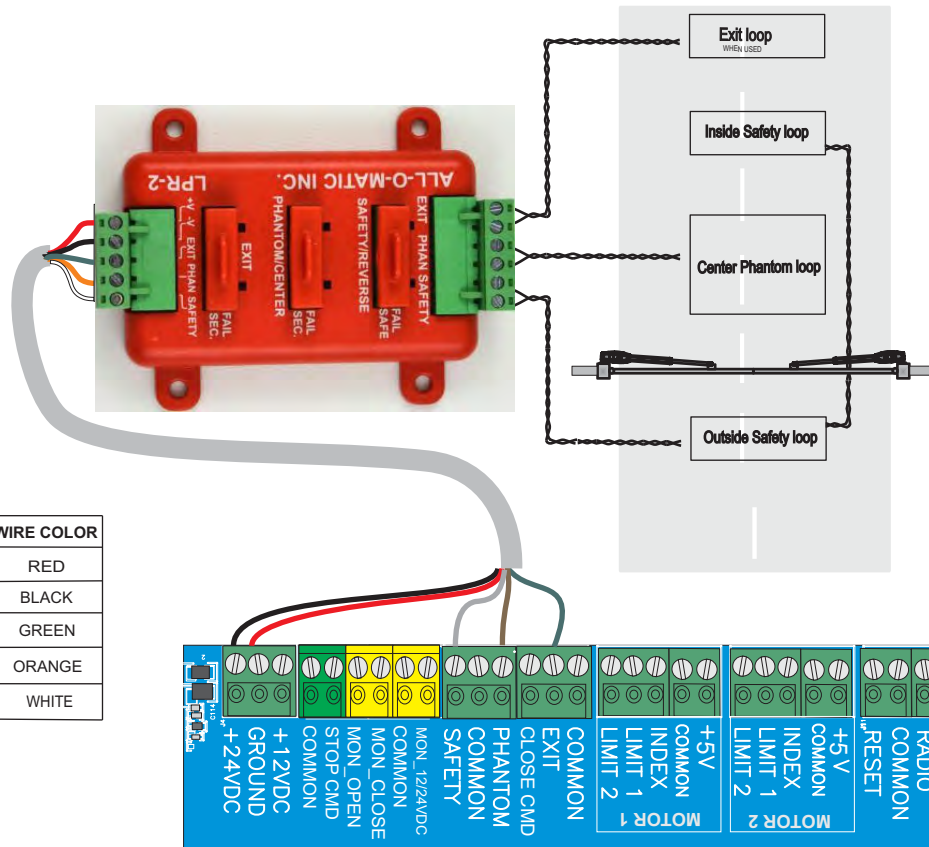 Exit loop
WHEN USED
Inside Safety loop
Center Phantom loop
Outside Safety loop
LPR-2
ALL-O-MATIC INC.
+V
-V
EXIT
PHAN
SAFETY
EXIT
FAIL
SEC.
PHANTOM/CENTER
FAIL
SEC.
SAFETY/REVERSE
FAIL
SAFE
EXIT PHAN SAFETY
WIRE COLOR
RED
BLACK
GREEN
ORANGE
WHITE
+24VDC
GROUND
+12VDC
COMMON
STOP CMD
MON_OPEN
MON_CLOSE
COMMON
MON_12/24VDC
SAFETY
COMMON
PHANTOM
CLOSE CMD
EXIT
COMMON
LIMIT 2
LIMIT 1
INDEX
COMMON
+5V
MOTOR 1
LIMIT 2
LIMIT 1
INDEX
COMMON
+5V
MOTOR 2
RESET
COMMON
RADIO